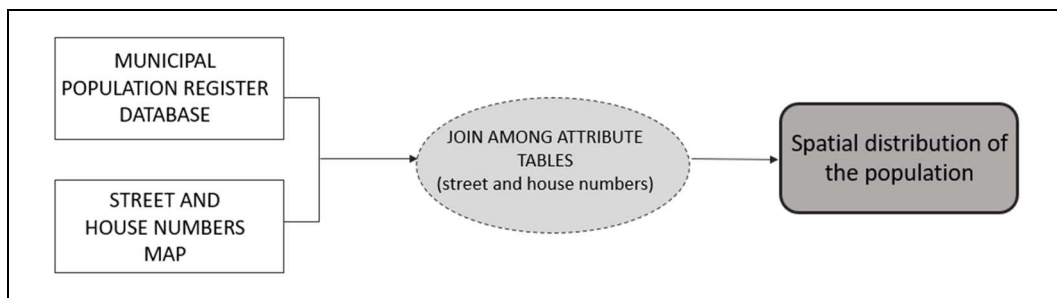 MUNICIPAL
POPULATION REGISTER
DATABASE
STREET AND
HOUSE NUMBERS
MAP
JOIN AMONG ATTRIBUTE
TABLES
(street and house numbers)
Spatial distribution of
the population